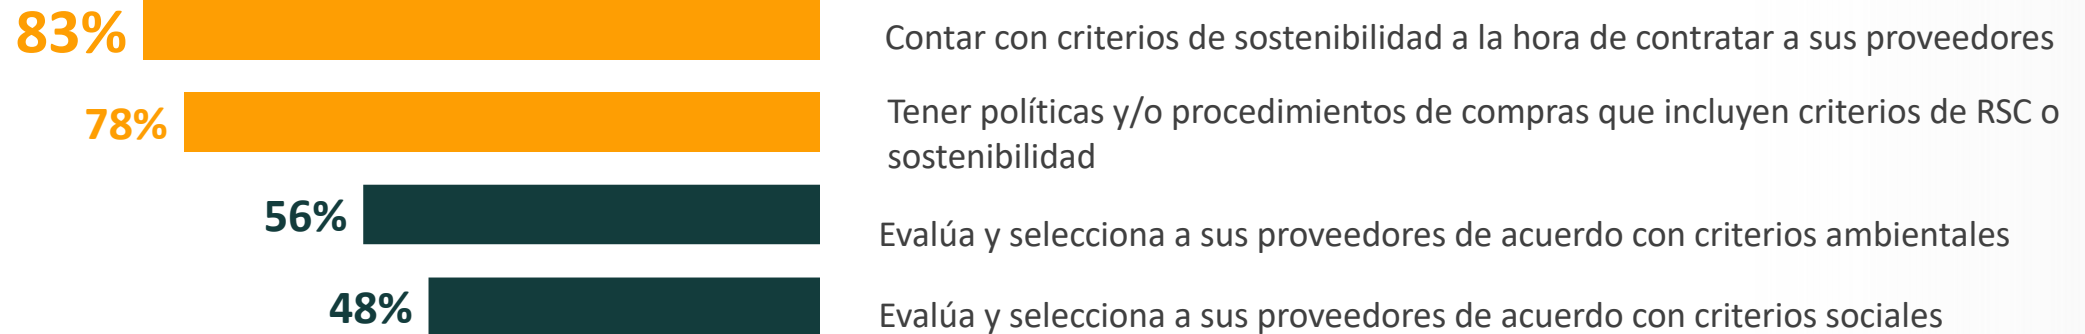 83%
Contar con criterios de sostenibilidad a la hora de contratar a sus proveedores
78%
Tener políticas y/o procedimientos de compras que incluyen criterios de RSC o
sostenibilidad
56%
Evalúa y selecciona a sus proveedores de acuerdo con criterios ambientales
48%
Evalúa y selecciona a sus proveedores de acuerdo con criterios sociales